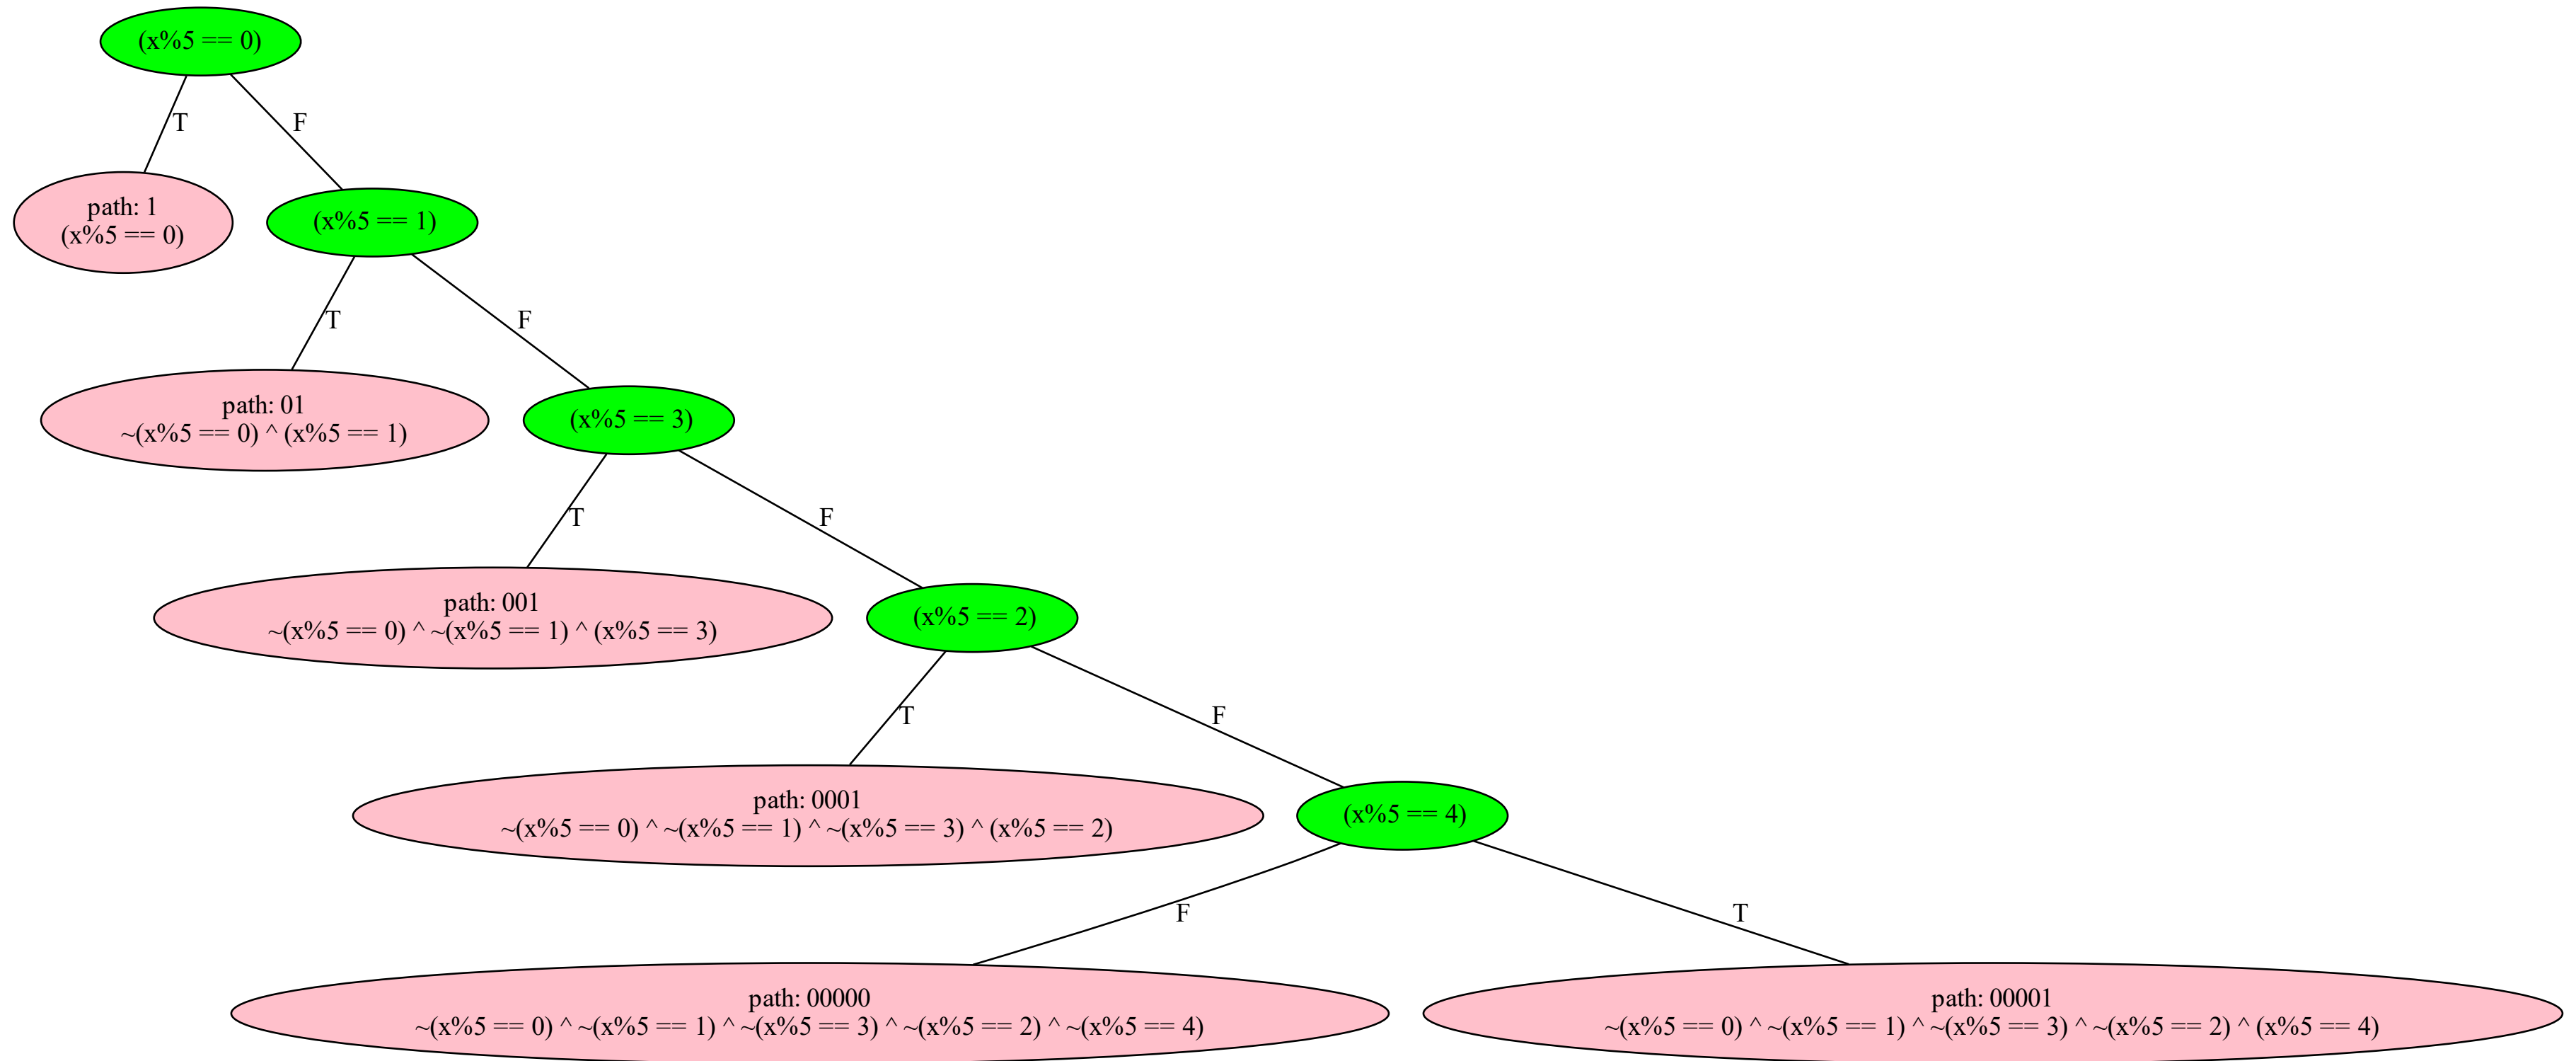 (x%5 == 0)
T
F
path: 1
(x%5 == 0)
(x%5 == 1)
T
F
path: 01
~(x%5 == 0) ^ (x%5 == 1)
(x%5 == 3)
T
F
path: 001
~(x%5 == 0) ^ ~(x%5 == 1) ^ (x%5 == 3)
(x%5 == 2)
T
F
path: 0001
~(x%5 == 0) ^ ~(x%5 == 1) ^ ~(x%5 == 3) ^ (x%5 == 2)
(x%5 == 4)
F
T
path: 00000
~(x%5 == 0) ^ ~(x%5 == 1) ^ ~(x%5 == 3) ^ ~(x%5 == 2) ^ ~(x%5 == 4)
path: 00001
~(x%5 == 0) ^ ~(x%5 == 1) ^ ~(x%5 == 3) ^ ~(x%5 == 2) ^ (x%5 == 4)